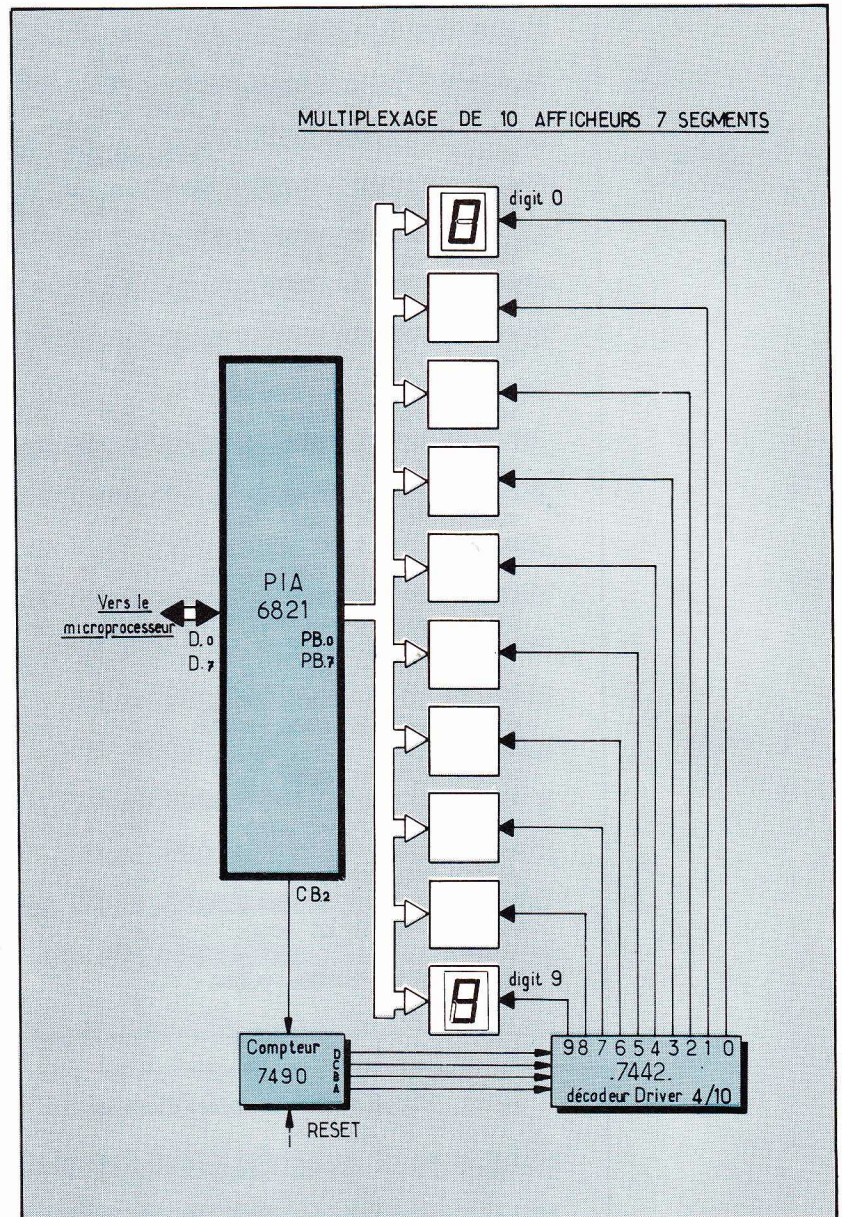 MULTIPLEXAGE DE 10 AFFICHEURS 7 SEGMENTS
digit 0
PIA
6821
Vers le
microprocesseur
D.0
D.7
PB.0
PB.7
CB2
digit 9
Compteur
7490
D
C
B
A
RESET
9 8 7 6 5 4 3 2 1 0
.7442.
décodeur Driver 4/10